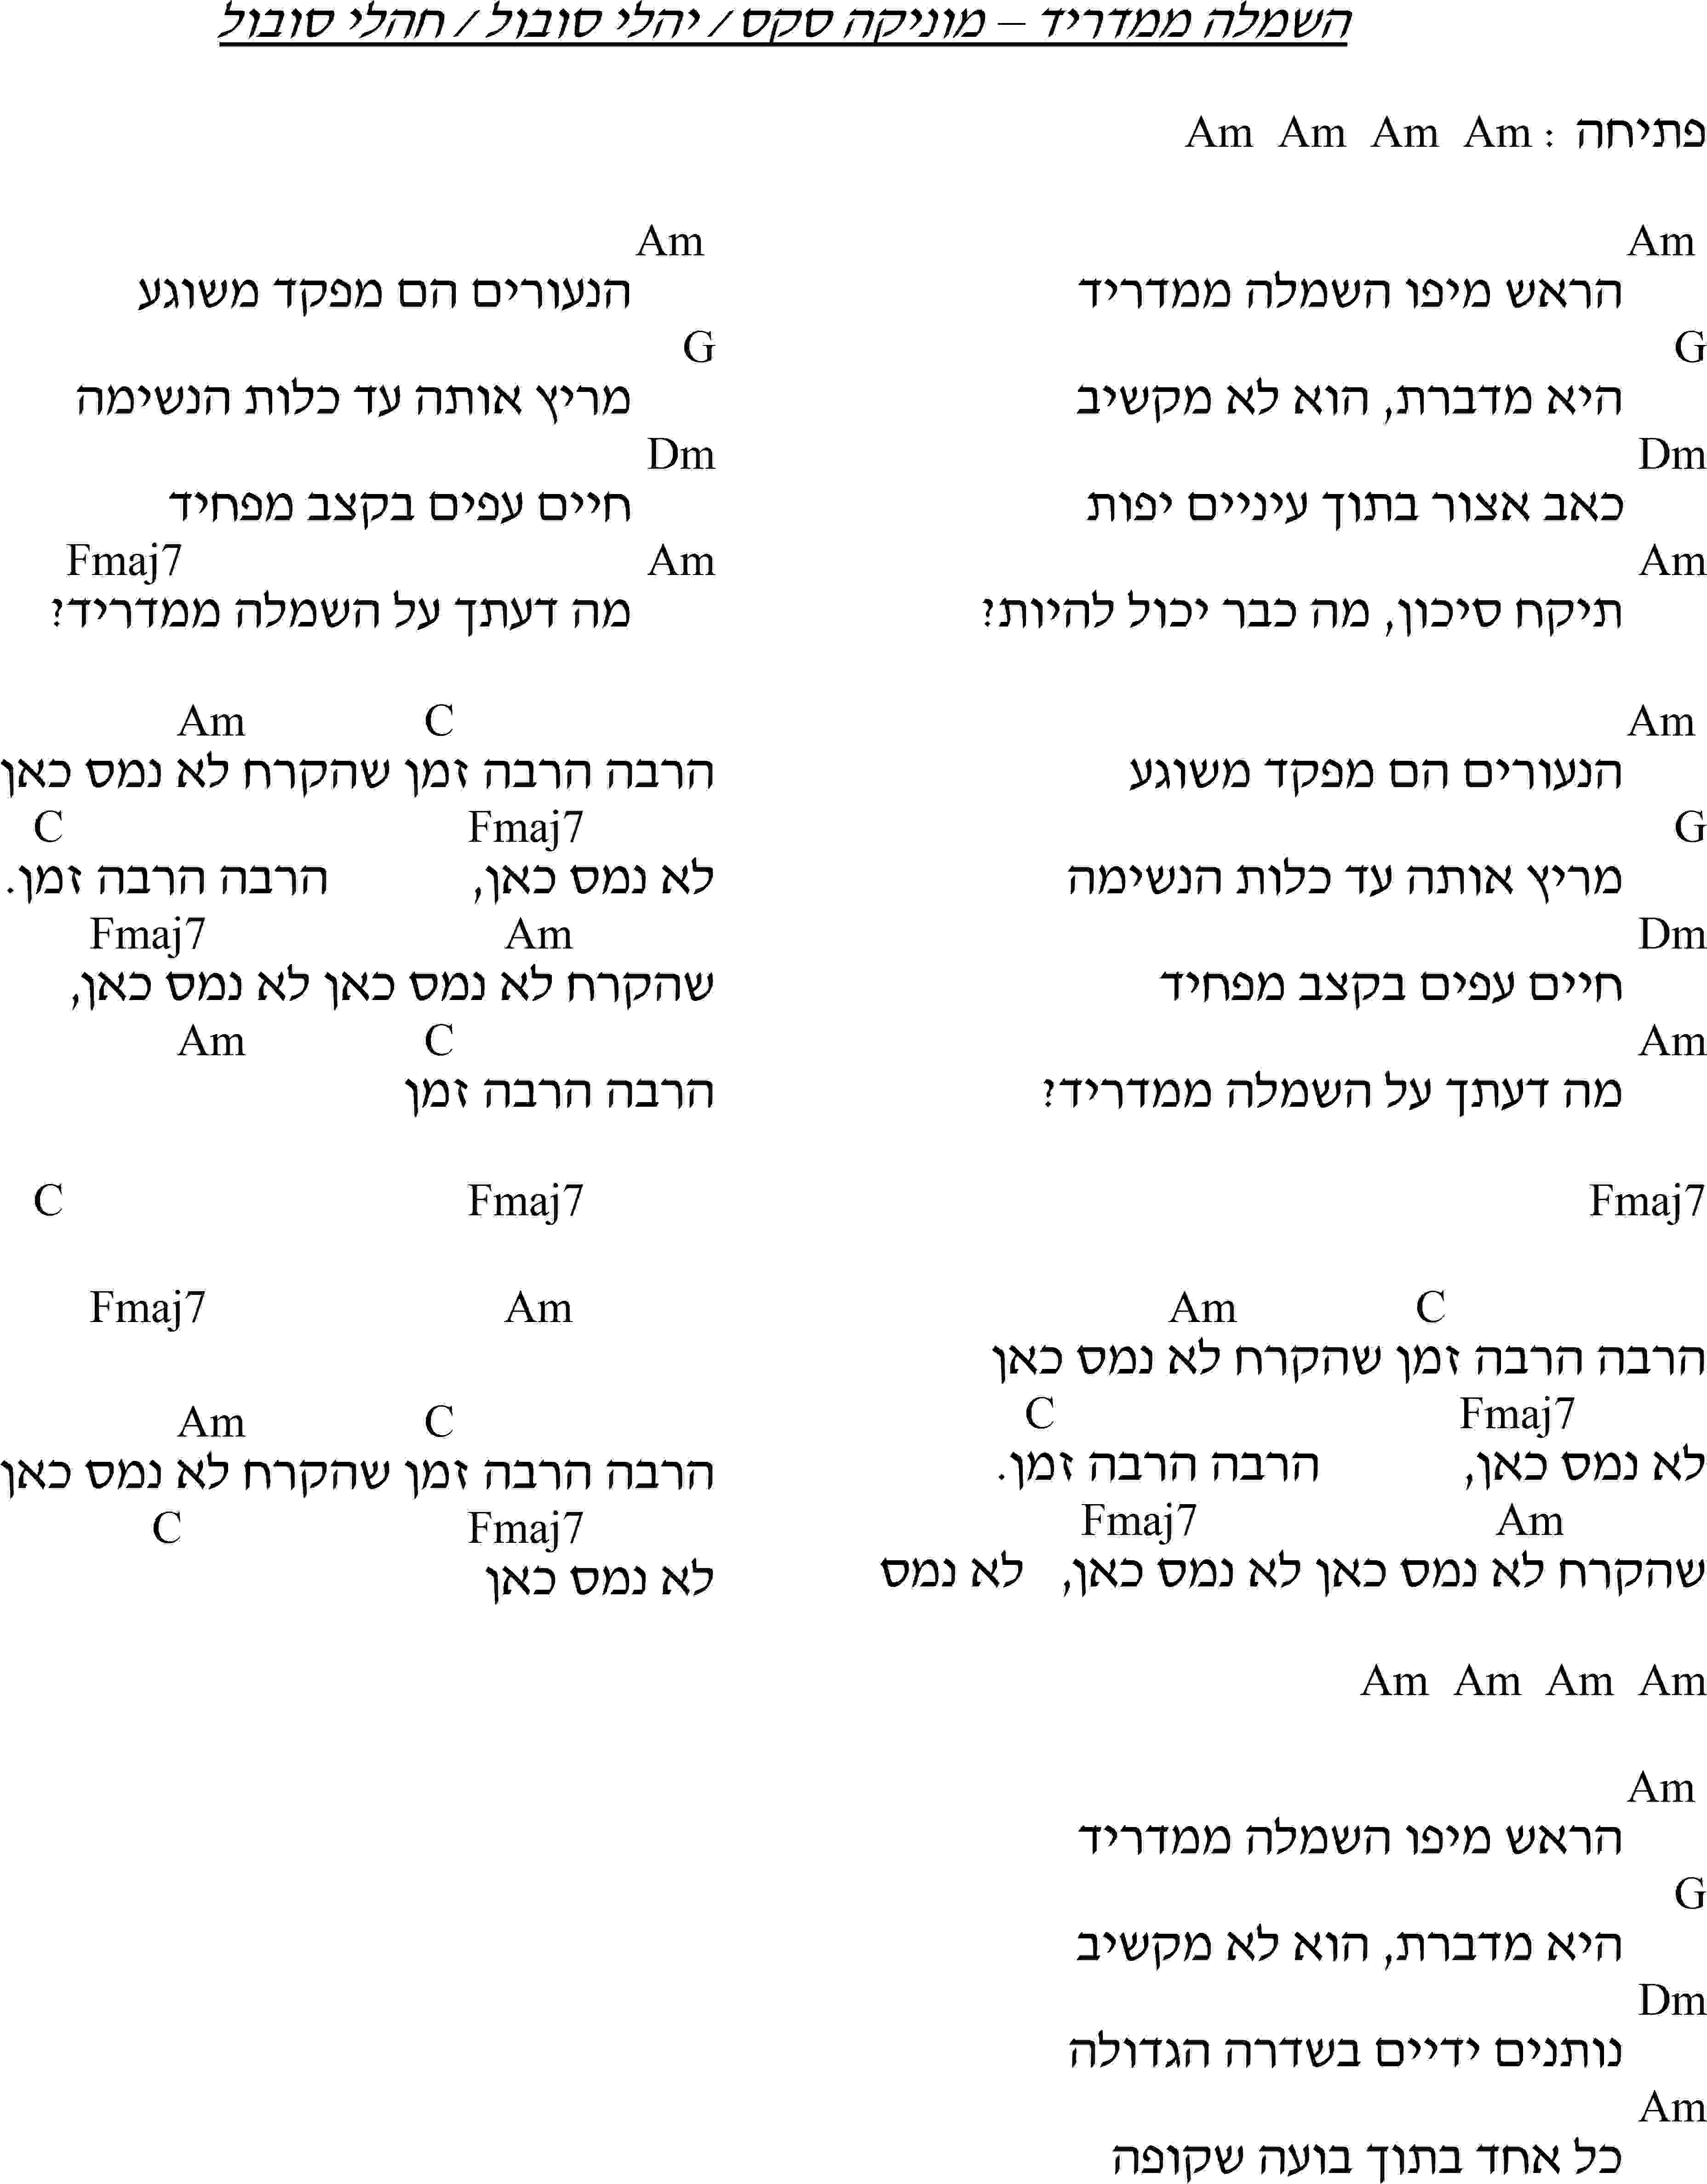 השמלה ממדריד – מוניקה סקס / יהלי סובול / חהלי סובול
פתיחה : Am Am Am Am
Am
הראש מיפו השמלה ממדריד
G
היא מדברת, הוא לא מקשיב
Dm
כאב אצור בתוך עיניים יפות
Am
תיקח סיכון, מה כבר יכול להיות?
Am
הנעורים הם מפקד משוגע
G
מריץ אותה עד כלות הנשימה
Dm
חיים עפים בקצב מפחיד
Am
מה דעתך על השמלה ממדריד?
Fmaj7
C Am
הרבה הרבה זמן שהקרח לא נמס כאן
Fmaj7 C
לא נמס כאן, הרבה הרבה זמן.
Am Fmaj7
שהקרח לא נמס כאן לא נמס כאן, לא נמס
Am Am Am Am
Am
הראש מיפו השמלה ממדריד
G
היא מדברת, הוא לא מקשיב
Dm
נותנים ידיים בשדרה הגדולה
Am
כל אחד בתוך בועה שקופה
Am
הנעורים הם מפקד משוגע
G
מריץ אותה עד כלות הנשימה
Dm
חיים עפים בקצב מפחיד
Am Fmaj7
מה דעתך על השמלה ממדריד?
C Am
הרבה הרבה זמן שהקרח לא נמס כאן
Fmaj7 C
לא נמס כאן, הרבה הרבה זמן.
Am Fmaj7
שהקרח לא נמס כאן לא נמס כאן,
C Am
הרבה הרבה זמן
Fmaj7 C
Am Fmaj7
C Am
הרבה הרבה זמן שהקרח לא נמס כאן
Fmaj7 C
לא נמס כאן